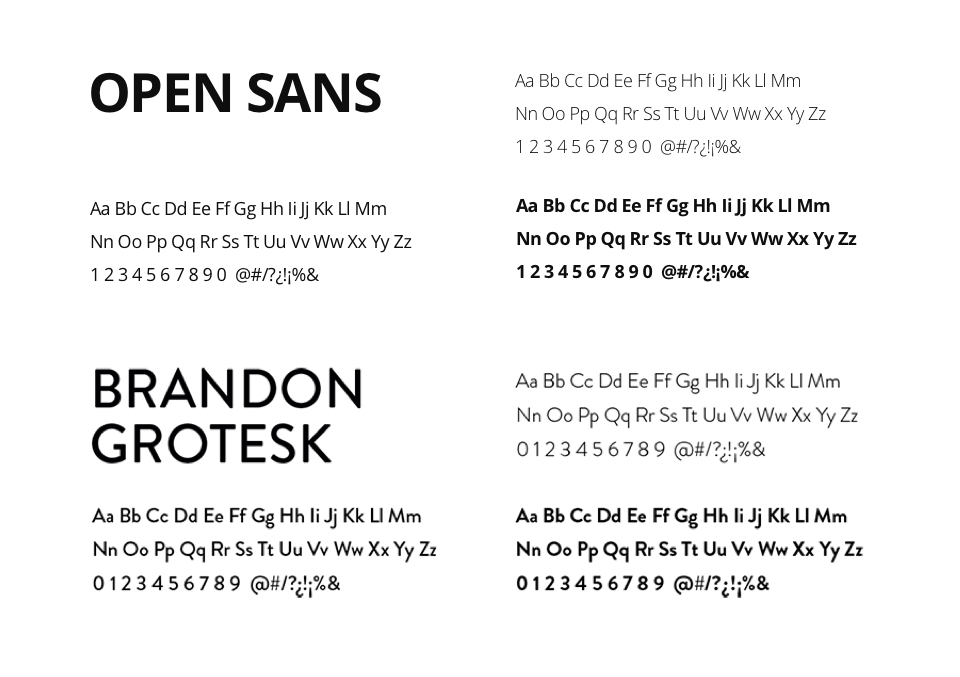 OPEN SANS
Aa Bb Cc Dd Ee Ff Gg Hh Ii Jj Kk Ll Mm
Nn Oo Pp Qq Rr Ss Tt Uu Vv Ww Xx Yy Zz
1 2 3 4 5 6 7 8 9 0 @#/?¿!¡%&
Aa Bb Cc Dd Ee Ff Gg Hh Ii Jj Kk Ll Mm
Nn Oo Pp Qq Rr Ss Tt Uu Vv Ww Xx Yy Zz
1 2 3 4 5 6 7 8 9 0 @#/?¿!¡%&
Aa Bb Cc Dd Ee Ff Gg Hh Ii Jj Kk Ll Mm
Nn Oo Pp Qq Rr Ss Tt Uu Vv Ww Xx Yy Zz
1 2 3 4 5 6 7 8 9 0 @#/?¿!¡%&
BRANDON
GROTESK
Aa Bb Cc Dd Ee Ff Gg Hh Ii Jj Kk Ll Mm
Nn Oo Pp Qq Rr Ss Tt Uu Vv Ww Xx Yy Zz
0 1 2 3 4 5 6 7 8 9 @#/?¿!¡%&
Aa Bb Cc Dd Ee Ff Gg Hh Ii Jj Kk Ll Mm
Nn Oo Pp Qq Rr Ss Tt Uu Vv Ww Xx Yy Zz
0 1 2 3 4 5 6 7 8 9 @#/?¿!¡%&
Aa Bb Cc Dd Ee Ff Gg Hh Ii Jj Kk Ll Mm
Nn Oo Pp Qq Rr Ss Tt Uu Vv Ww Xx Yy Zz
0 1 2 3 4 5 6 7 8 9 @#/?¿!¡%&